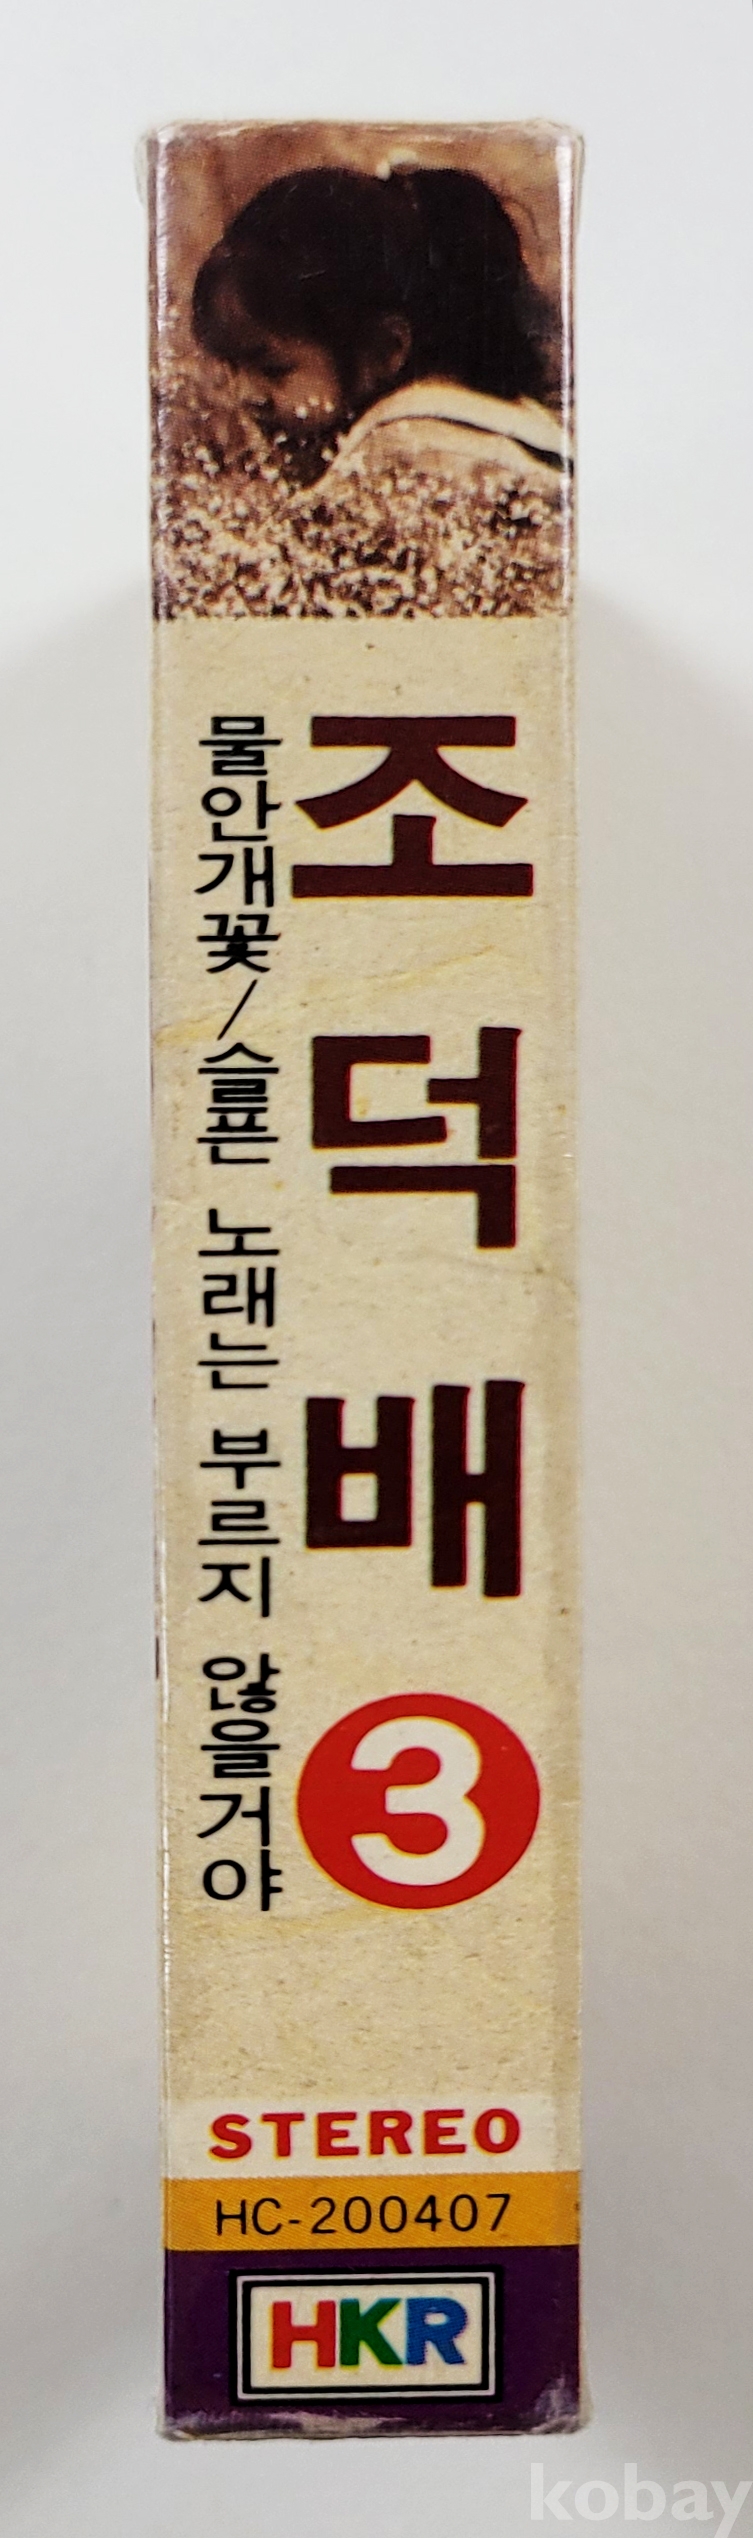 조덕배 3
물안개꽃/슬픈 노래는 부르지 않을거야
STEREO
HC-200407
HKR
kobay